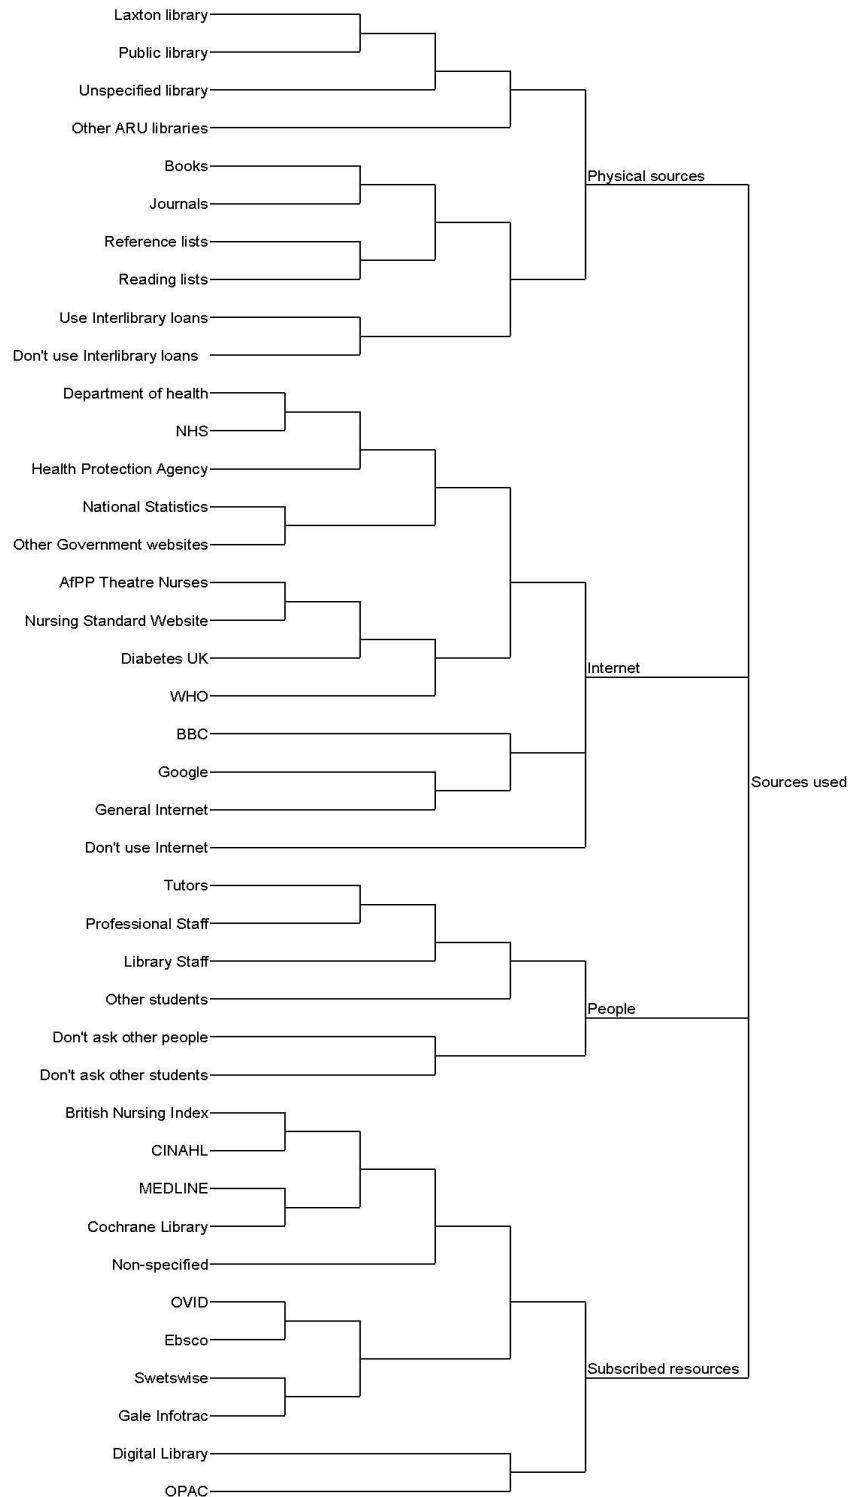 Laxton library
Public library
Unspecified library
Other ARU libraries
Books
Physical sources
Journals
Reference lists
Reading lists
Use Interlibrary loans
Don't use Interlibrary loans
Department of health
NHS
Health Protection Agency
National Statistics
Other Government websites
AfPP Theatre Nurses
Nursing Standard Website
Diabetes UK
Internet
WHO
BBC
Google
Sources used
General Internet
Don't use Internet
Tutors
Professional Staff
Library Staff
Other students
People
Don't ask other people
Don't ask other students
British Nursing Index
CINAHL
MEDLINE
Cochrane Library
Non-specified
OVID
Ebsco
Subscribed resources
Swetswise
Gale Infotrac
Digital Library
OPAC